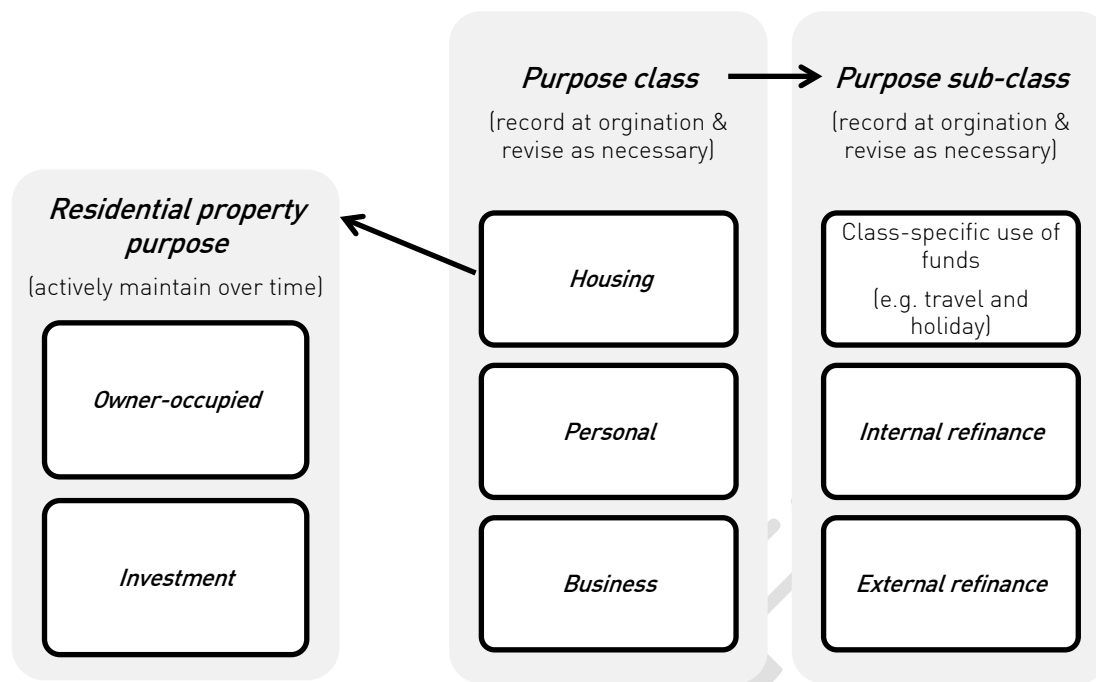 Residential property
purpose
(actively maintain over time)
Owner-occupied
Investment
Purpose class
(record at orgination &
revise as necessary)
Housing
Personal
Business
Purpose sub-class
(record at orgination &
revise as necessary)
Class-specific use of
funds
(e.g. travel and
holiday)
Internal refinance
External refinance